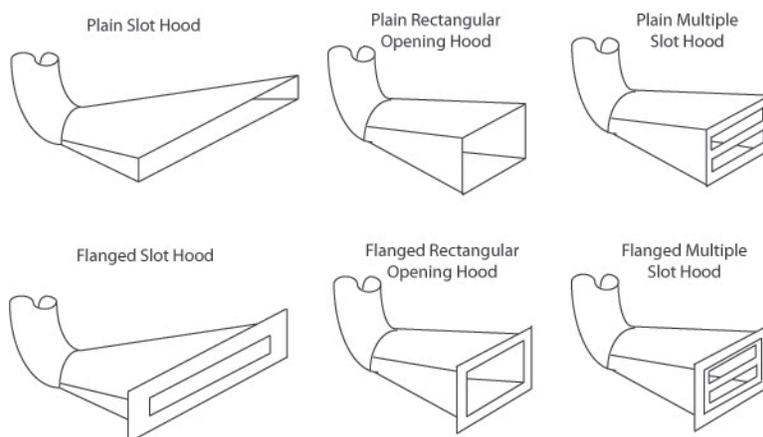 Plain Slot Hood
Plain Rectangular
Opening Hood
Plain Multiple
Slot Hood
Flanged Slot Hood
Flanged Rectangular
Opening Hood
Flanged Multiple
Slot Hood